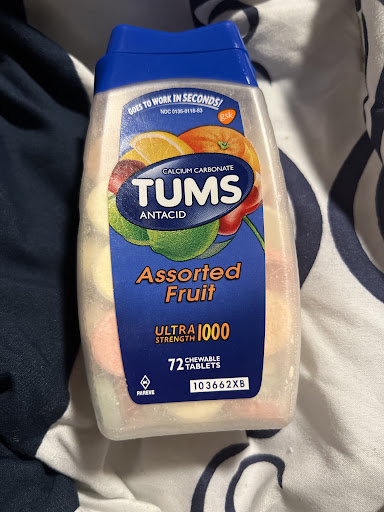 GOES TO WORK IN SECONDS!
NDC 0135-0118-83
gsk
CALCIUM CARBONATE
TUMS
ANTACID
Assorted
Fruit
ULTRA
STRENGTH 1000
72 CHEWABLE
TABLETS
103662XB
M
PAREVE